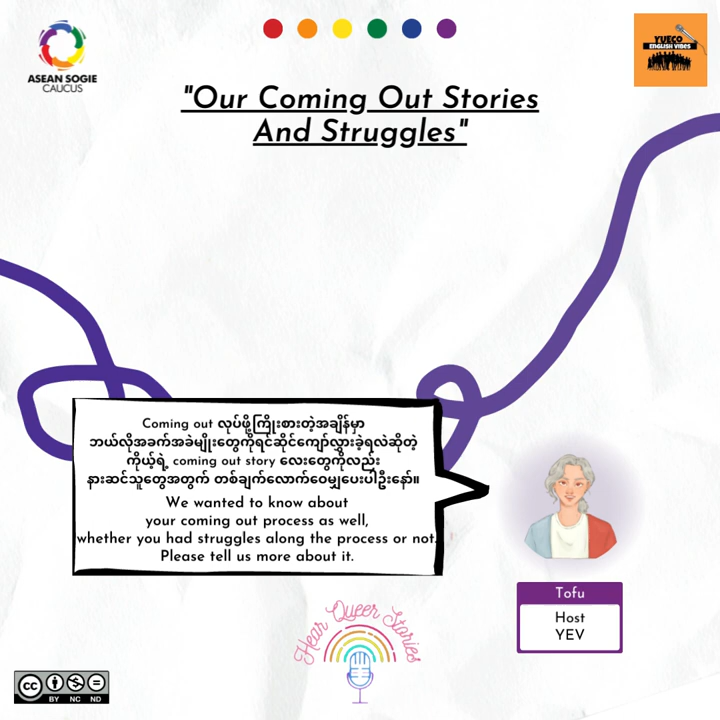 ASEAN SOGIE
CAUCUS
YUECO
ENGLISH VIBES
"Our Coming Out Stories
And Struggles"
Coming out လုပ်ဖို့ကြိုးစားတဲ့အချိန်မှာ
ဘယ်လိုအခက်အခဲမျိုးတွေကိုရင်ဆိုင်ကျော်လွှားခဲ့ရလဲဆိုတဲ့
ကိုယ့်ရဲ့ coming out story လေးတွေကိုလည်း
နားဆင်သူတွေအတွက် တစ်ချက်လောက်ဝေမျှပေးပါဦးနော်။
We wanted to know about
your coming out process as well,
whether you had struggles along the process or not.
Please tell us more about it.
Tofu
Host
YEV
Hear Queer Stories
cc
BY NC ND